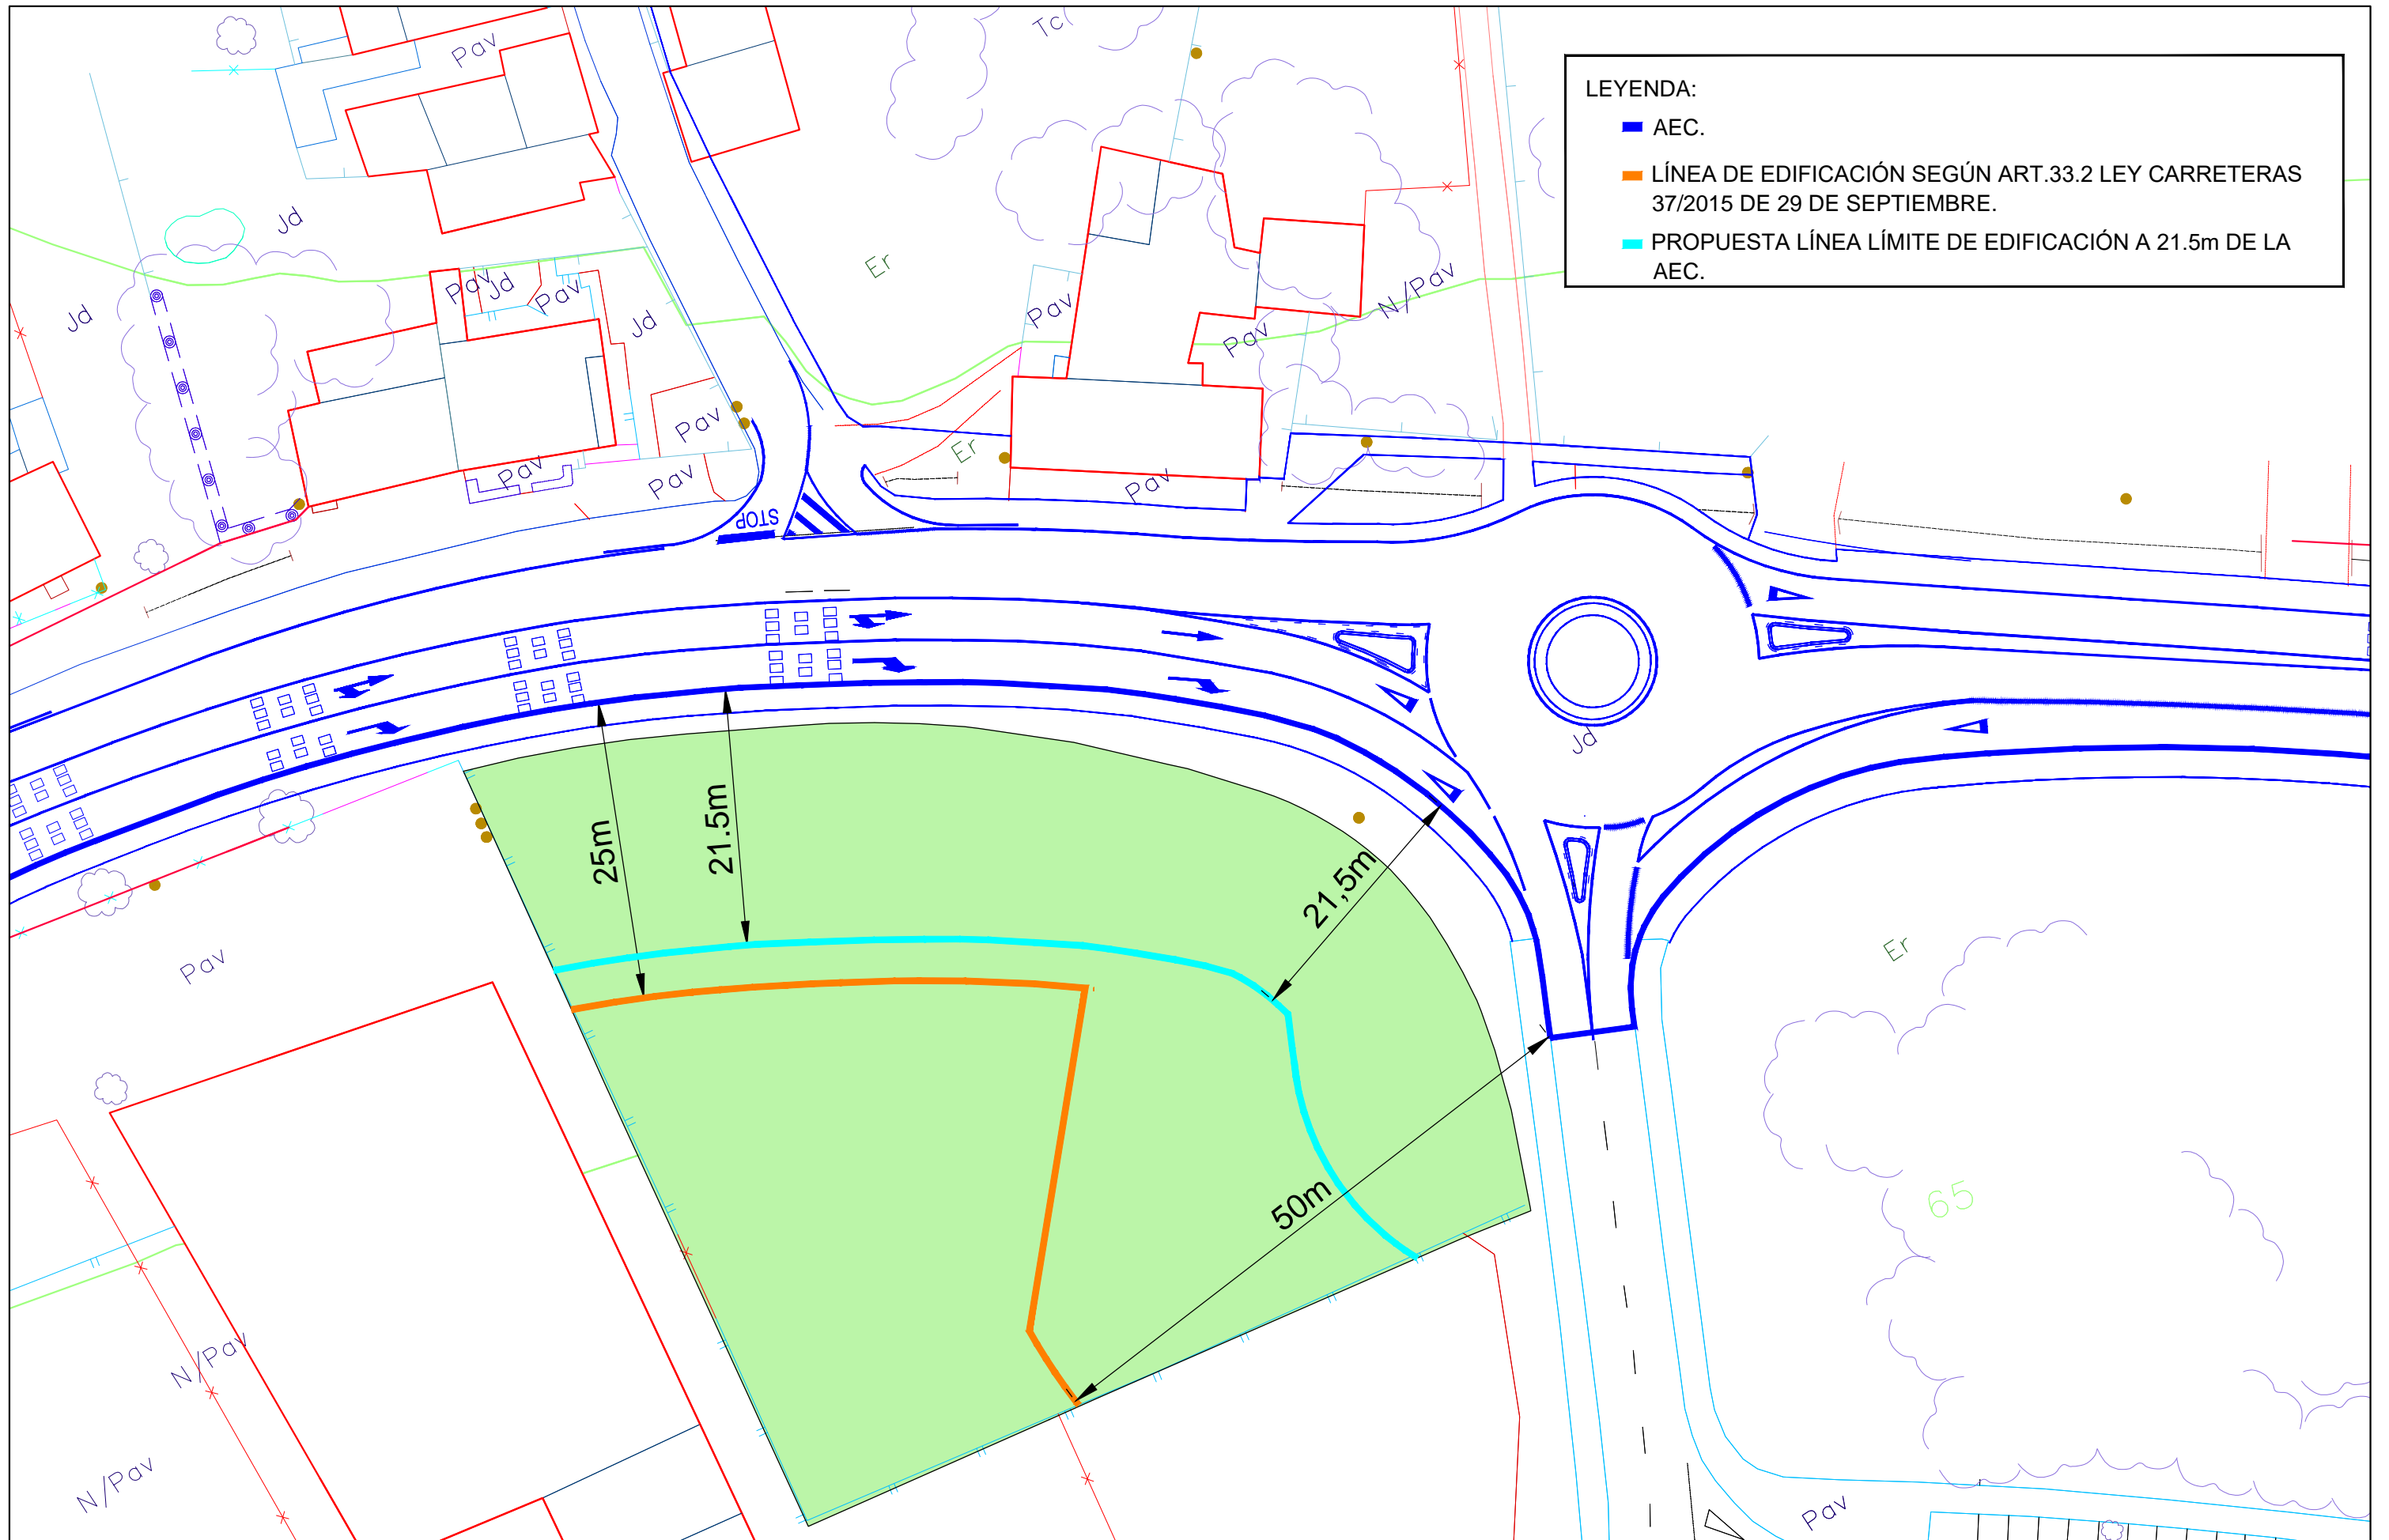 LEYENDA:
AEC.
LÍNEA DE EDIFICACIÓN SEGÚN ART.33.2 LEY CARRETERAS
37/2015 DE 29 DE SEPTIEMBRE.
PROPUESTA LÍNEA LÍMITE DE EDIFICACIÓN A 21.5m DE LA
AEC.
Tc
Pav
Jd
Er
Jd
Pav
Jd
Pav
Jd
Pav
N/Pav
Pav
Pav
Er
Pav
Pav
Pav
STOP
Jd
25m
21.5m
21,5m
Er
Pav
50m
65
N/Pav
N/Pav
Pav